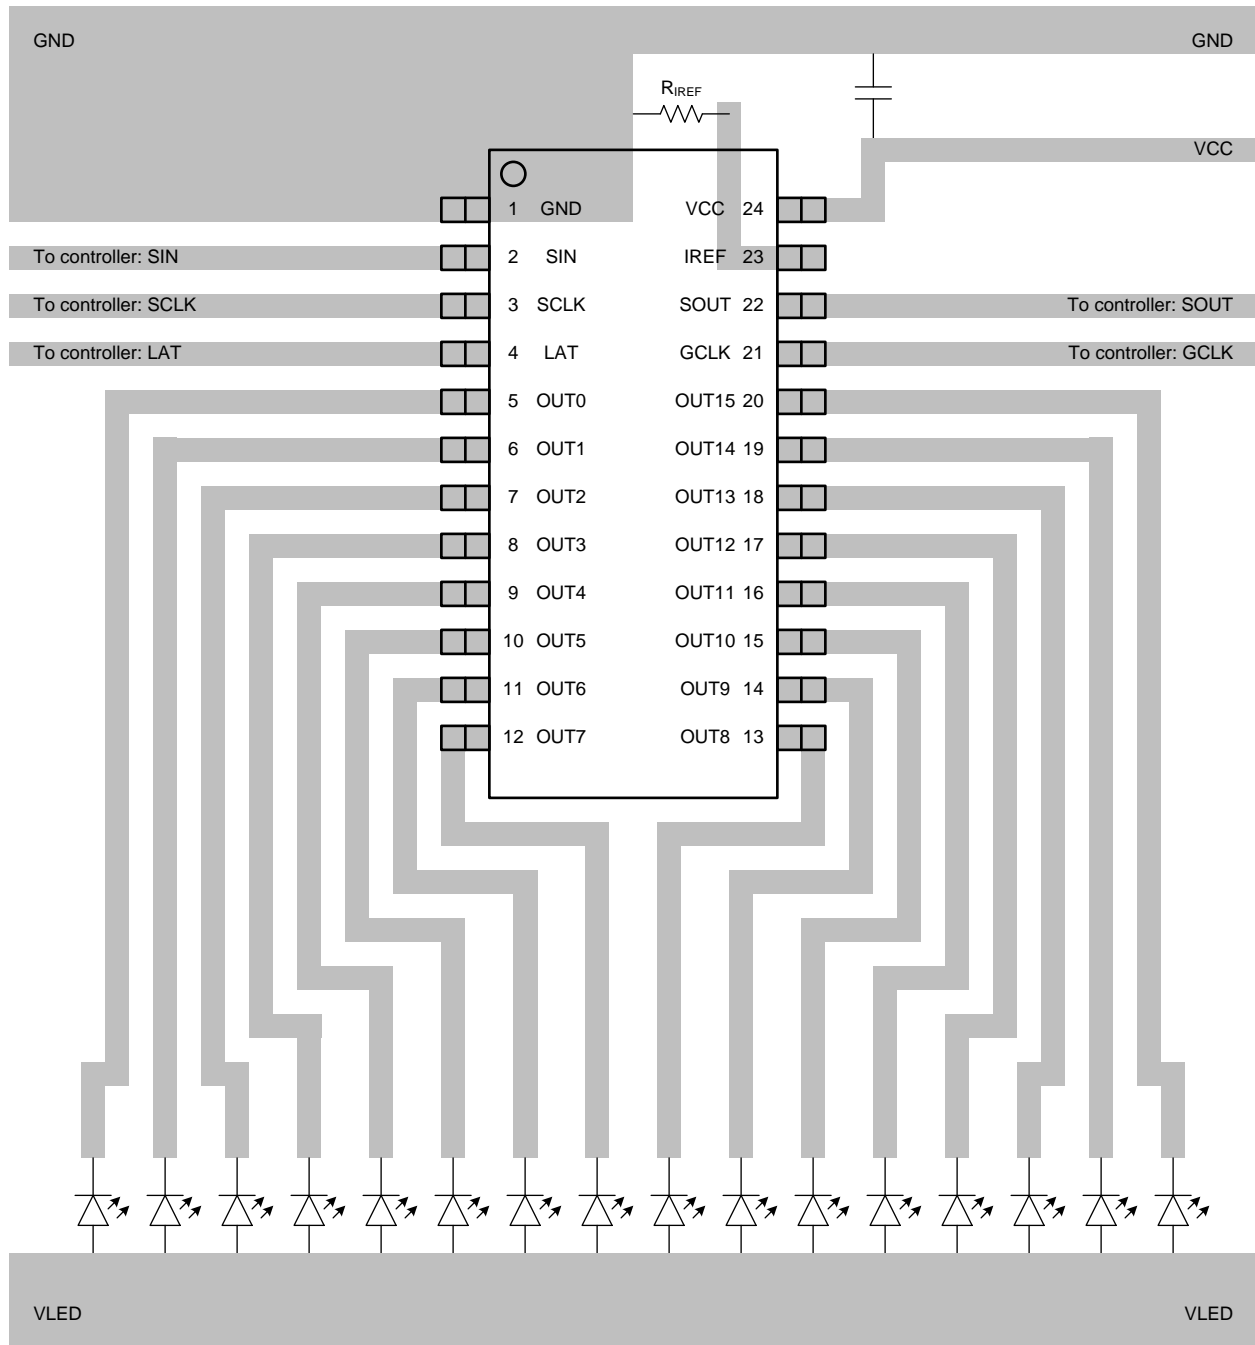 GND GND
R_IREF
VCC
1 GND VCC 24
To controller: SIN 2 SIN IREF 23
To controller: SCLK 3 SCLK SOUT 22 To controller: SOUT
To controller: LAT 4 LAT GCLK 21 To controller: GCLK
5 OUT0 OUT15 20
6 OUT1 OUT14 19
7 OUT2 OUT13 18
8 OUT3 OUT12 17
9 OUT4 OUT11 16
10 OUT5 OUT10 15
11 OUT6 OUT9 14
12 OUT7 OUT8 13
VLED VLED